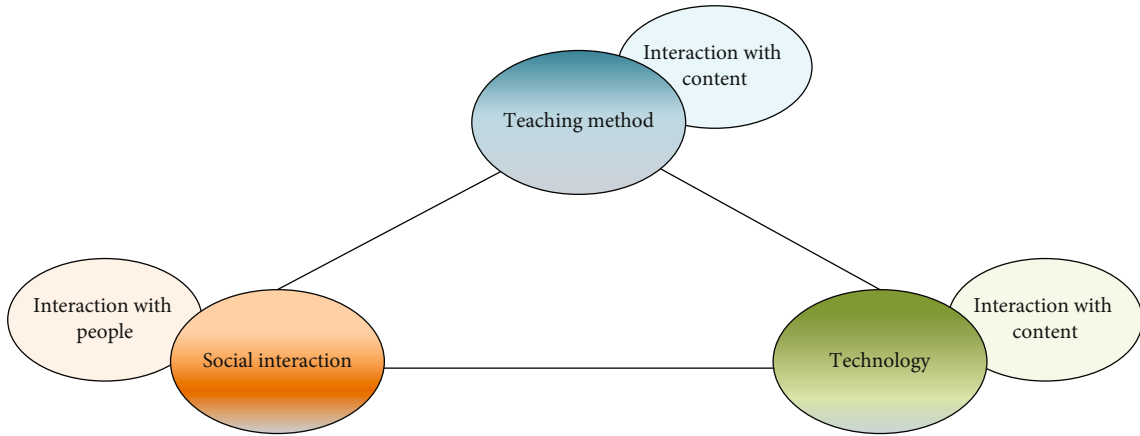 Interaction with
content
Teaching method
Interaction with
people
Social interaction
Interaction with
content
Technology